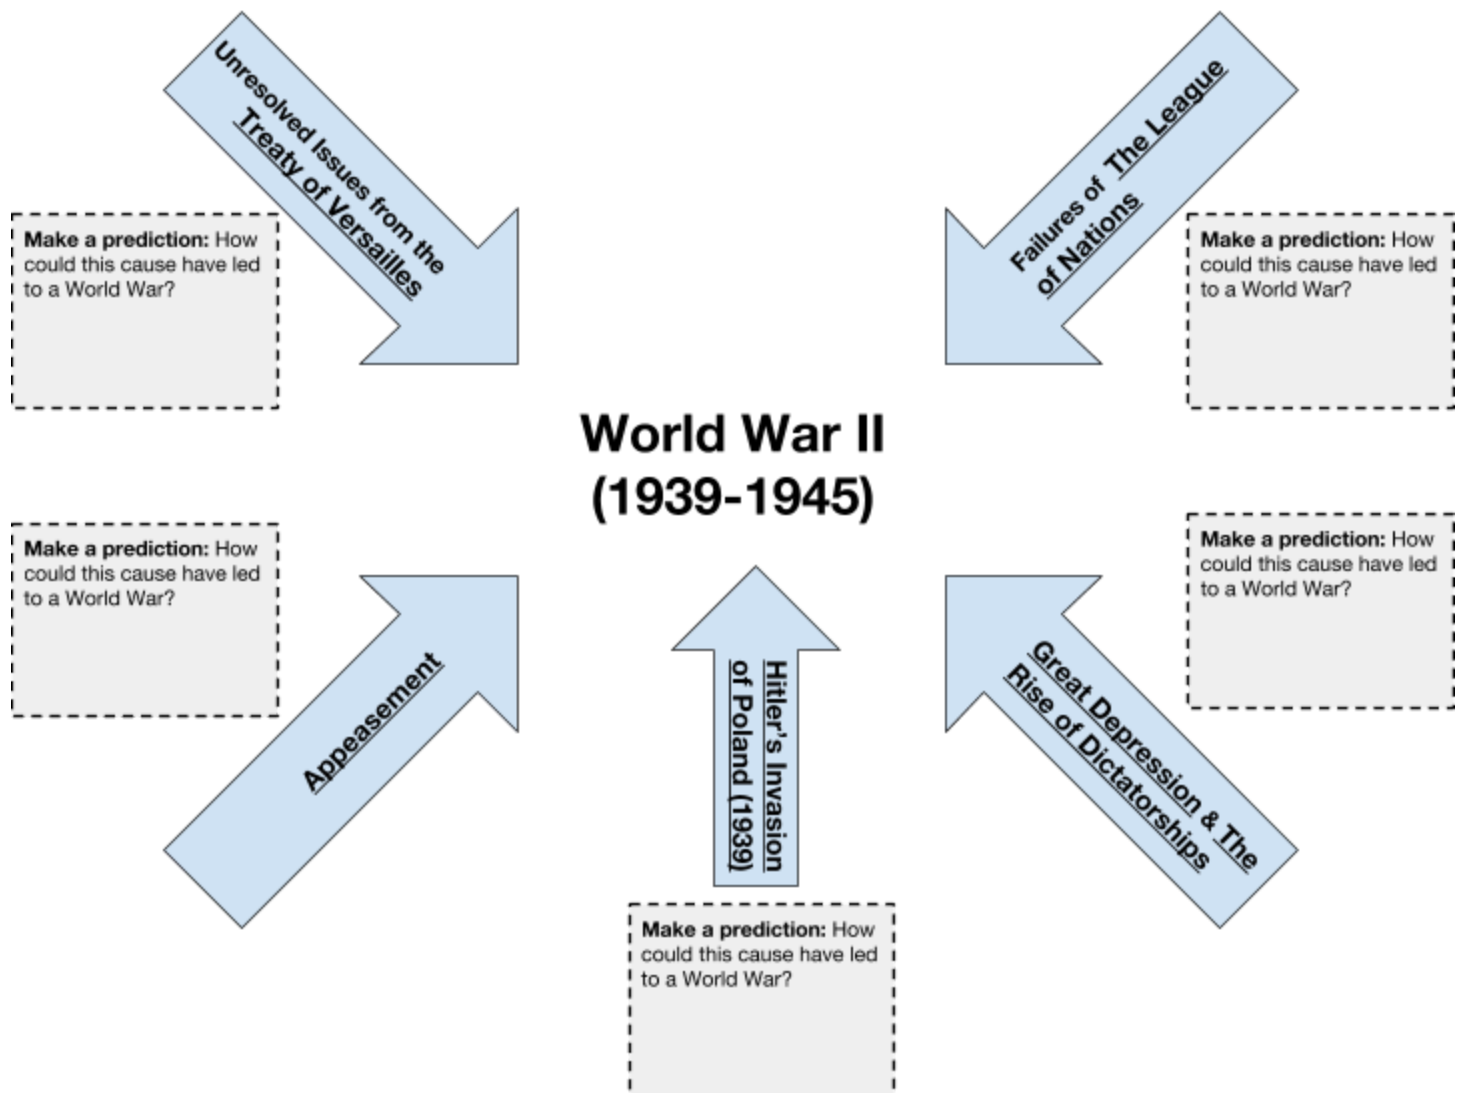 Unresolved Issues from the
Treaty of Versailles
Failures of The League
of Nations
Make a prediction: How
could this cause have led
to a World War?
Make a prediction: How
could this cause have led
to a World War?
World War II
(1939-1945)
Make a prediction: How
could this cause have led
to a World War?
Make a prediction: How
could this cause have led
to a World War?
Appeasement
Hitler's Invasion
of Poland (1939)
Great Depression & The
Rise of Dictatorships
Make a prediction: How
could this cause have led
to a World War?